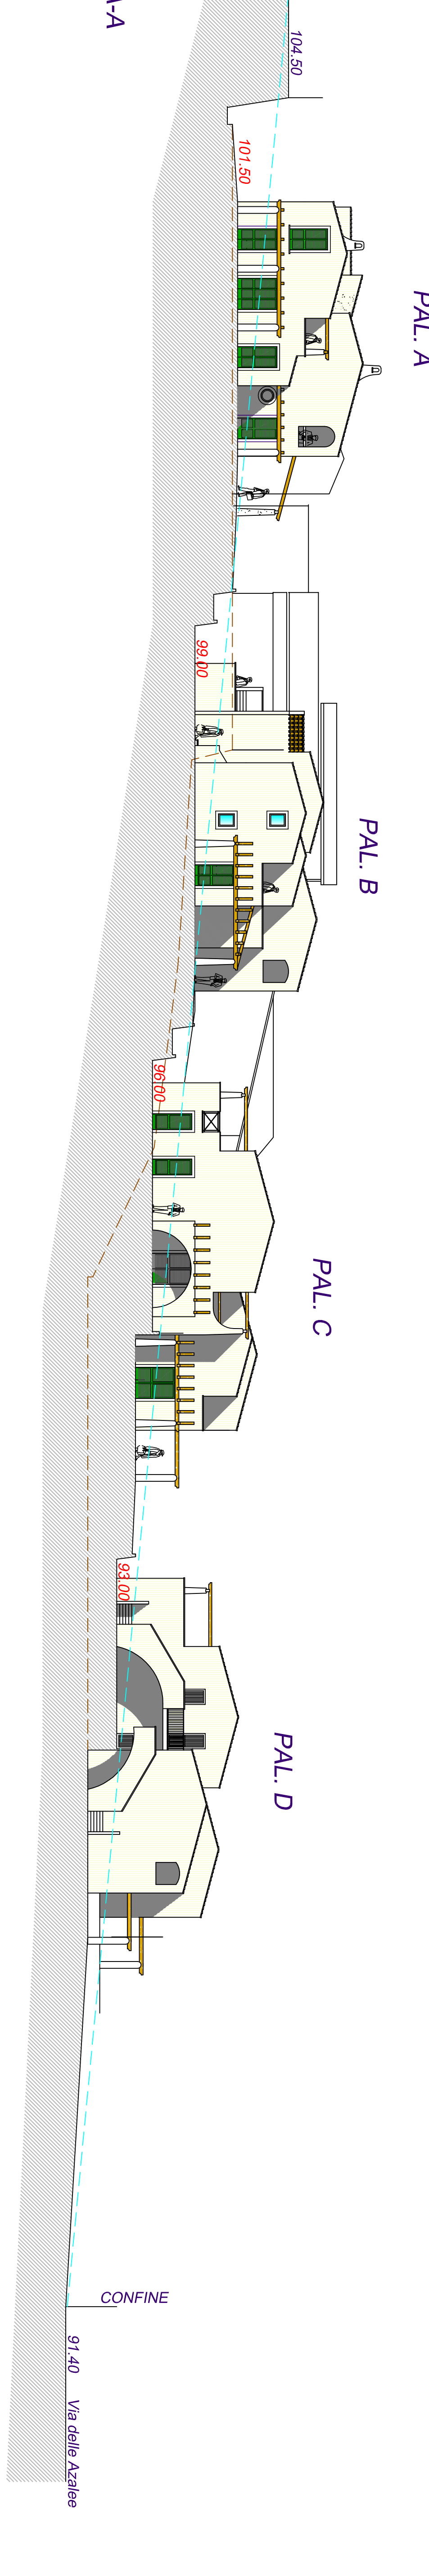 A-A
104.50
101.50
PAL. A
99.00
PAL. B
96.00
PAL. C
93.00
PAL. D
CONFINE
91.40 Via delle Azalee